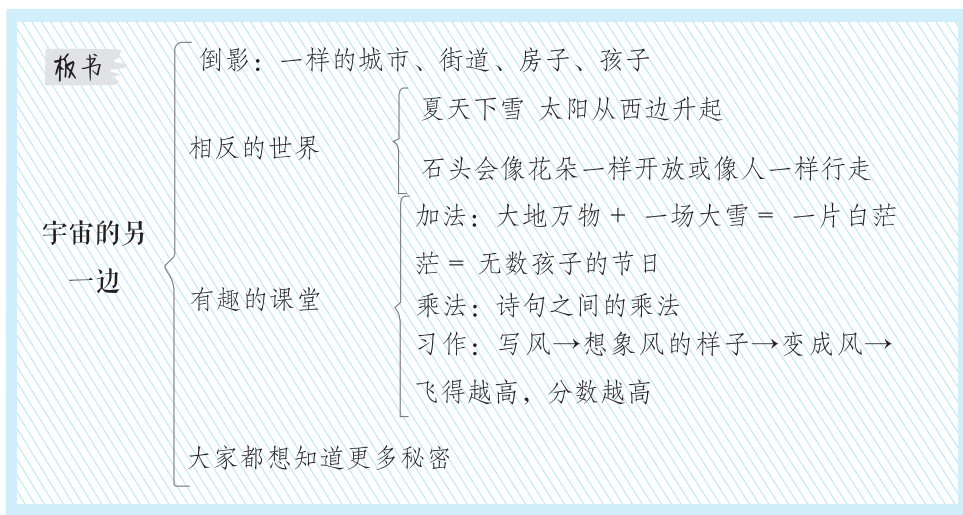 板书
倒影：一样的城市、街道、房子、孩子
相反的世界
夏天下雪 太阳从西边升起
石头会像花朵一样开放或像人一样行走
宇宙的另
一边
有趣的课堂
加法：大地万物 + 一场大雪 = 一片白茫
茫 = 无数孩子的节日
乘法：诗句之间的乘法
习作：写风→想象风的样子→变成风→
飞得越高，分数越高
大家都想知道更多秘密